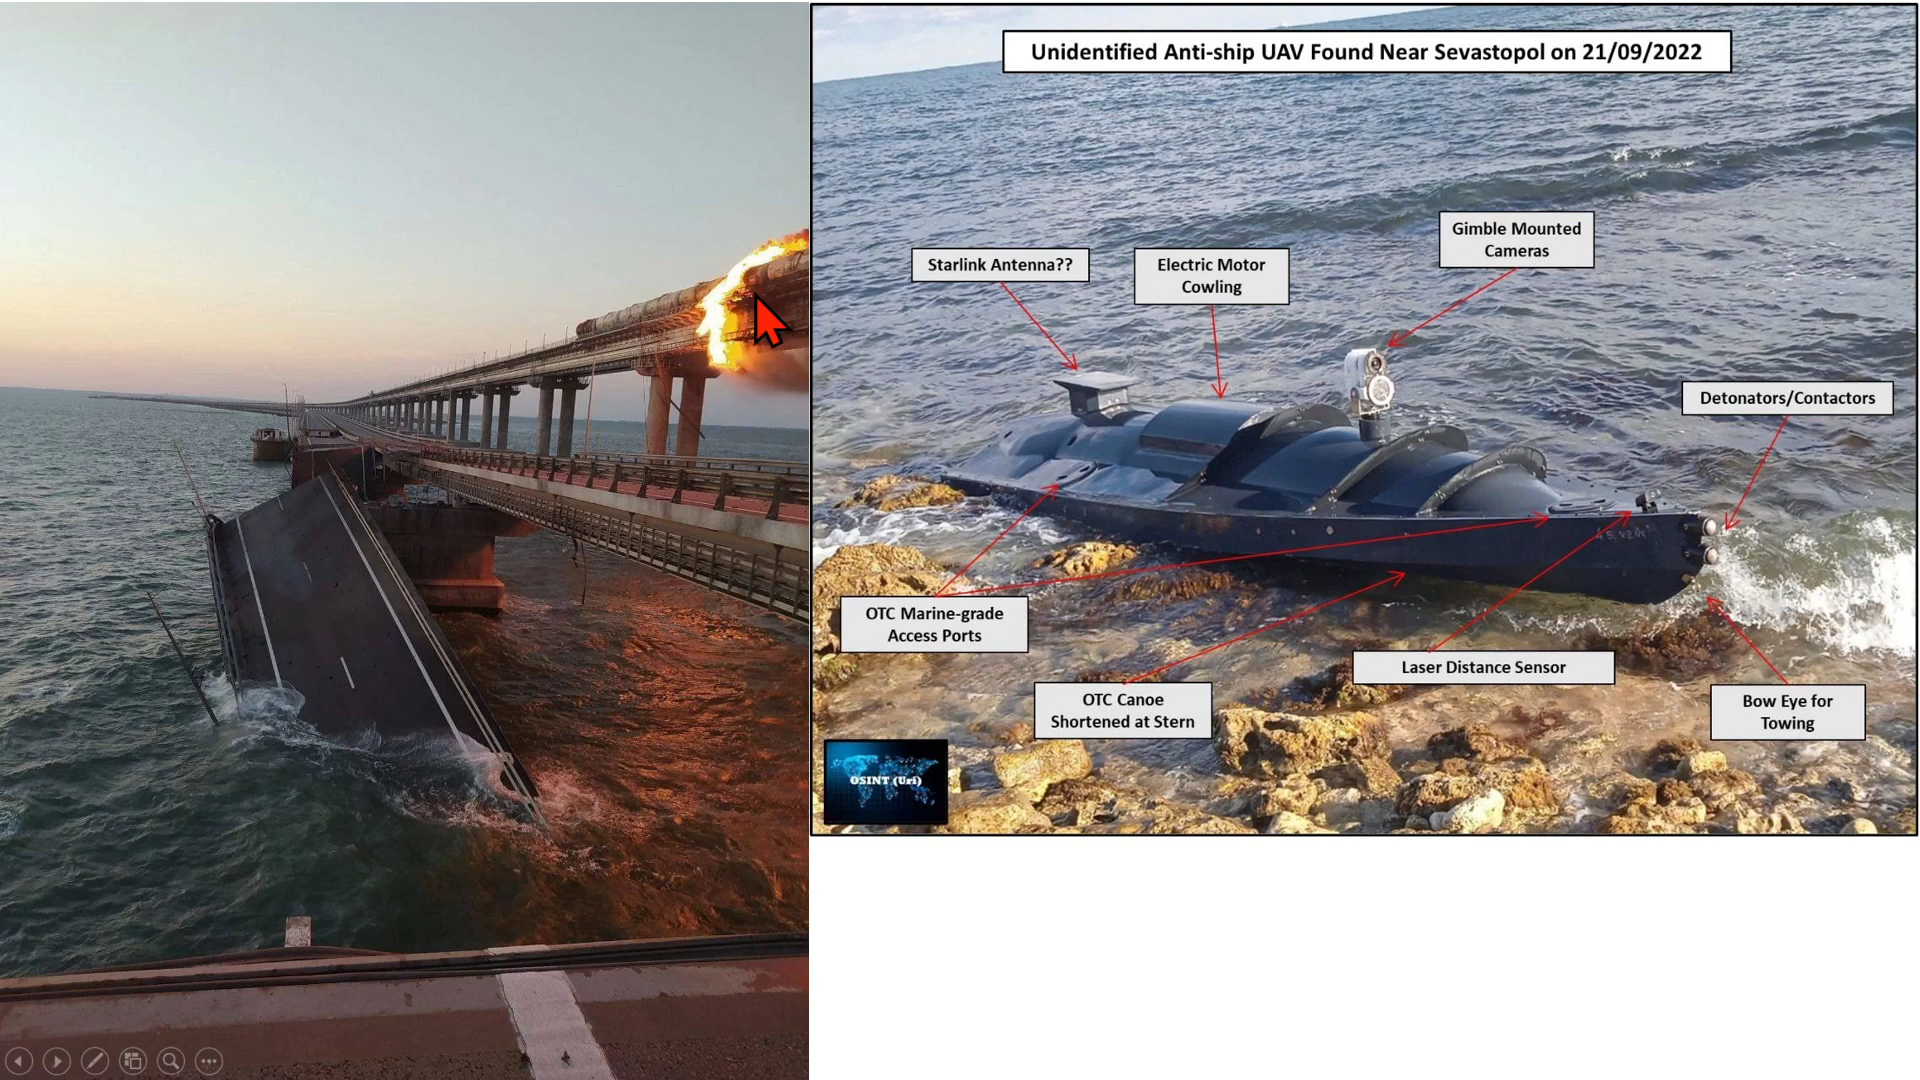 Unidentified Anti-ship UAV Found Near Sevastopol on 21/09/2022
Gimble Mounted
Cameras
Starlink Antenna??
Electric Motor
Cowling
Detonators/Contactors
OTC Marine-grade
Access Ports
Laser Distance Sensor
OTC Canoe
Shortened at Stern
Bow Eye for
Towing
OSINT (Uri)